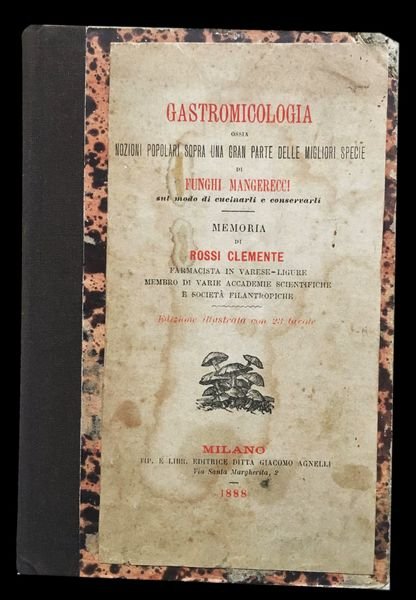 GASTROMICOLOGIA
OSSIA
NOZIONI POPOLARI SOPRA UNA GRAN PARTE DELLE MIGLIORI SPECIE
DI
FUNGHI MANGERECCI
sul modo di cucinarli e conservarli
MEMORIA
DI
ROSSI CLEMENTE
FARMACISTA IN VARESE-LIGURE
MEMBRO DI VARIE ACCADEMIE SCIENTIFICHE
E SOCIETÀ FILANTROPICHE
Edizione illustrata con 23 tavole
MILANO
TIP. E LIBR. EDITRICE DITTA GIACOMO AGNELLI
Via Santa Margherita, 2
1888